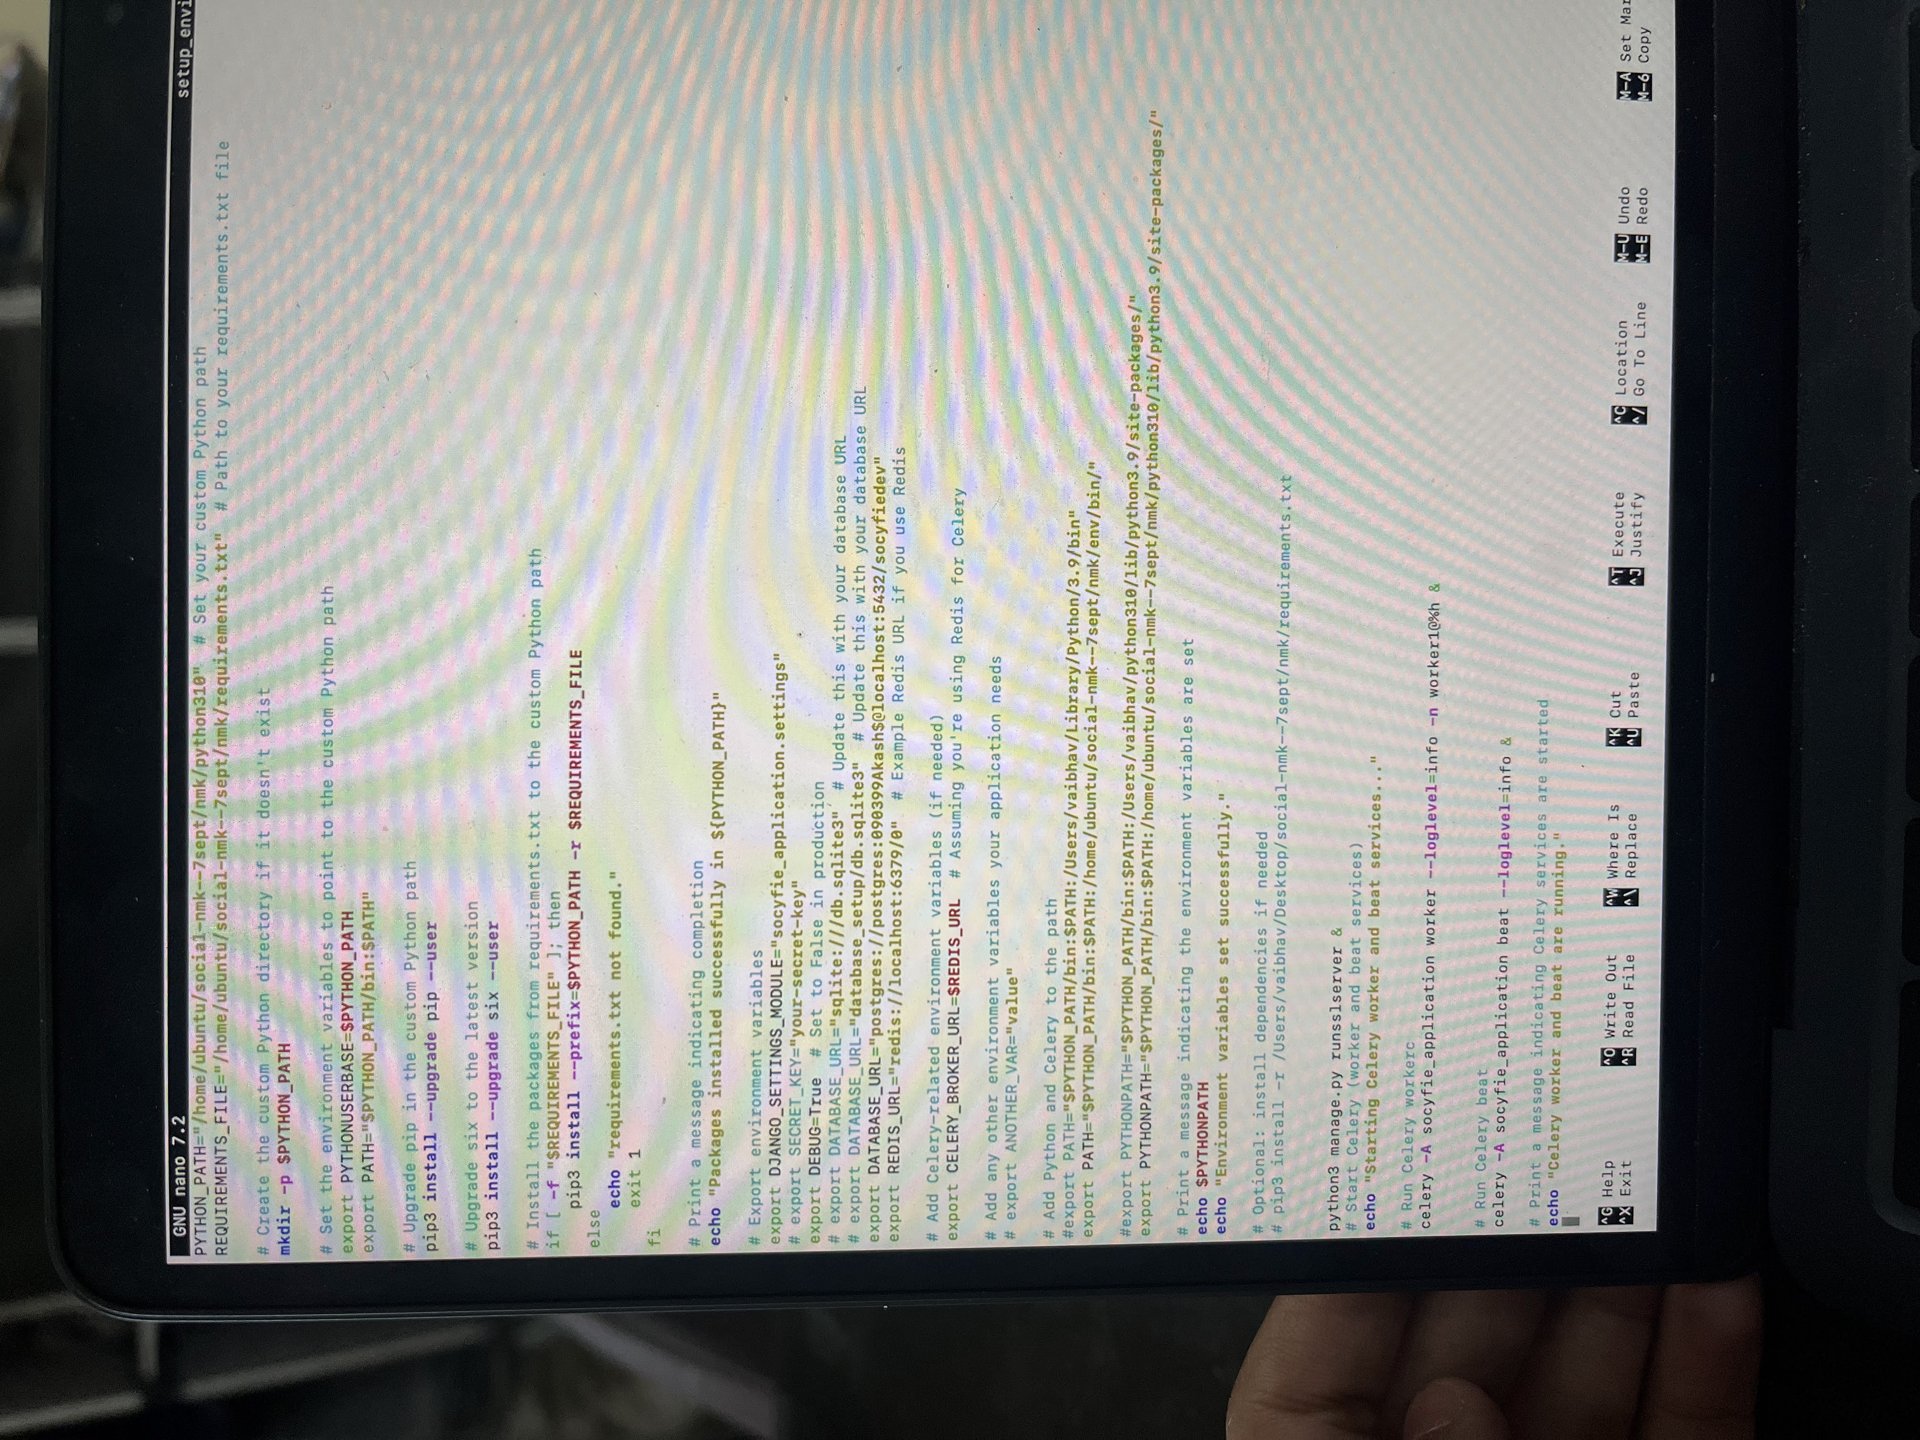 GNU nano 7.2 setup_envi
PYTHON_PATH="/home/ubuntu/social-nmk--7sept/nmk/python310" # Set your custom Python path
REQUIREMENTS_FILE="/home/ubuntu/social-nmk--7sept/nmk/requirements.txt" # Path to your requirements.txt file
# Create the custom Python directory if it doesn't exist
mkdir -p $PYTHON_PATH
# Set the environment variables to point to the custom Python path
export PYTHONUSERBASE=$PYTHON_PATH
export PATH="$PYTHON_PATH/bin:$PATH"
# Upgrade pip in the custom Python path
pip3 install --upgrade pip --user
# Upgrade six to the latest version
pip3 install --upgrade six --user
# Install the packages from requirements.txt to the custom Python path
if [ -f "$REQUIREMENTS_FILE" ]; then
pip3 install --prefix=$PYTHON_PATH -r $REQUIREMENTS_FILE
else
echo "requirements.txt not found."
exit 1
fi
# Print a message indicating completion
echo "Packages installed successfully in ${PYTHON_PATH}"
# Export environment variables
export DJANGO_SETTINGS_MODULE="socyfie_application.settings"
# export SECRET_KEY="your-secret-key"
export DEBUG=True # Set to False in production
# export DATABASE_URL="sqlite:///db.sqlite3" # Update this with your database URL
# export DATABASE_URL="database_setup/db.sqlite3" # Update this with your database URL
export DATABASE_URL="postgres://postgres:090399Akash$@localhost:5432/socyfiedev"
export REDIS_URL="redis://localhost:6379/0" # Example Redis URL if you use Redis
# Add Celery-related environment variables (if needed)
export CELERY_BROKER_URL=$REDIS_URL # Assuming you're using Redis for Celery
# Add any other environment variables your application needs
# export ANOTHER_VAR="value"
# Add Python and Celery to the path
#export PATH="$PYTHON_PATH/bin:$PATH:/Users/vaibhav/Library/Python/3.9/bin"
export PATH="$PYTHON_PATH/bin:$PATH:/home/ubuntu/social-nmk--7sept/nmk/env/bin/"
#export PYTHONPATH="$PYTHON_PATH/bin:$PATH:/Users/vaibhav/python310/lib/python3.9/site-packages/"
export PYTHONPATH="$PYTHON_PATH/bin:$PATH:/home/ubuntu/social-nmk--7sept/nmk/python310/lib/python3.9/site-packages/"
# Print a message indicating the environment variables are set
echo $PYTHONPATH
echo "Environment variables set successfully."
# Optional: install dependencies if needed
# pip3 install -r /Users/vaibhav/Desktop/social-nmk--7sept/nmk/requirements.txt
python3 manage.py runsslserver &
# Start Celery (worker and beat services)
echo "Starting Celery worker and beat services..."
# Run Celery workerc
celery -A socyfie_application worker --loglevel=info -n worker1@%h &
# Run Celery beat
celery -A socyfie_application beat --loglevel=info &
# Print a message indicating Celery services are started
echo "Celery worker and beat are running."
^G Help ^O Write Out ^W Where Is ^K Cut ^T Execute ^C Location M-U Undo M-A Set Mar
^X Exit ^R Read File ^\ Replace ^U Paste ^J Justify ^/ Go To Line M-E Redo M-6 Copy